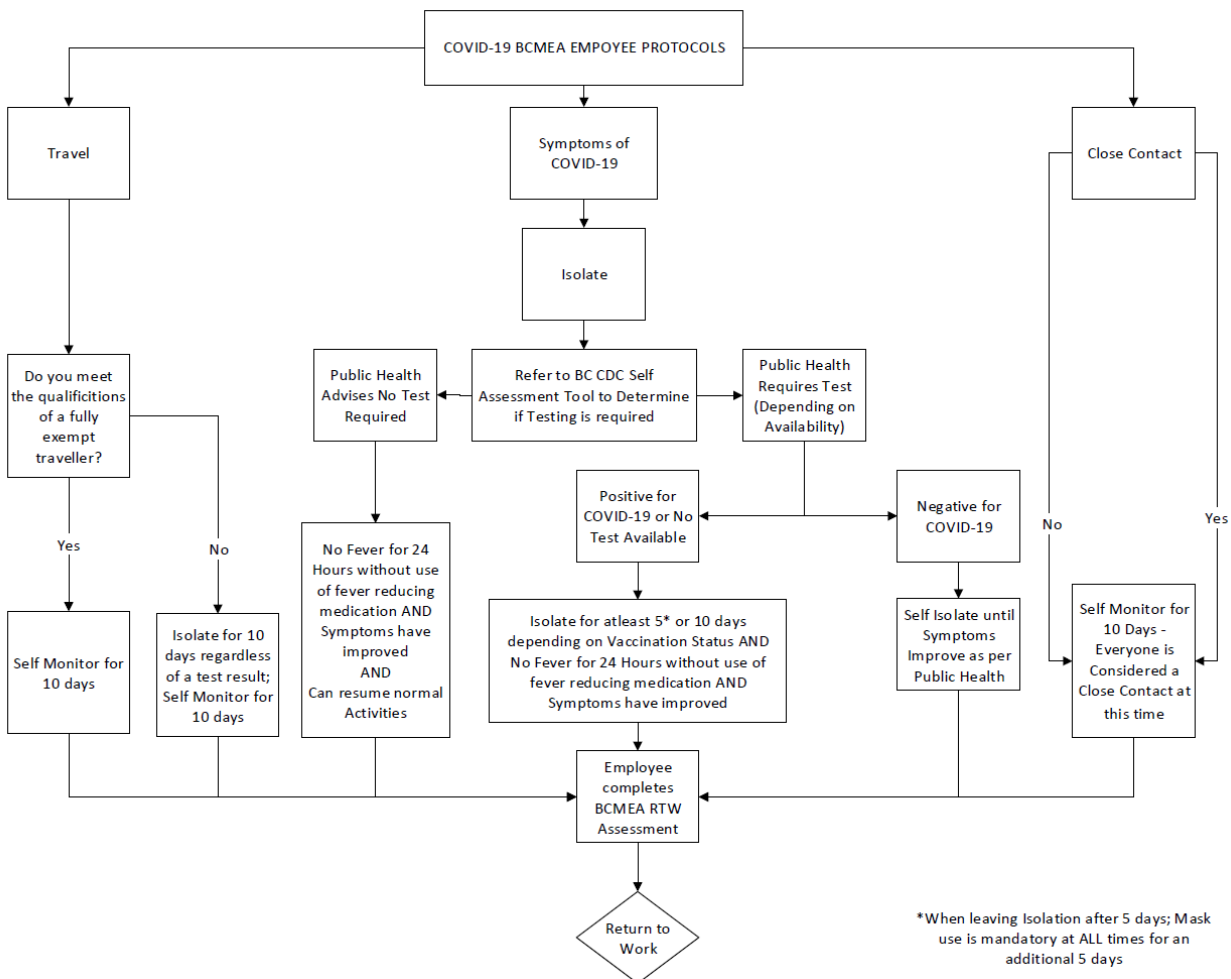 COVID-19 BCMEA EMPOYEE PROTOCOLS
Travel
Symptoms of
COVID-19
Close Contact
Isolate
Do you meet
the qualificitions
of a fully
exempt
traveller?
Public Health
Advises No Test
Required
Refer to BC CDC Self
Assessment Tool to Determine
if Testing is required
Public Health
Requires Test
(Depending on
Availability)
Positive for
COVID-19 or No
Test Available
Negative for
COVID-19
Yes
No
No
Yes
Self Monitor for
10 days
Isolate for 10
days regardless
of a test result;
Self Monitor for
10 days
No Fever for 24
Hours without use
of fever reducing
medication AND
Symptoms have
improved
AND
Can resume normal
Activities
Isolate for atleast 5* or 10 days
depending on Vaccination Status AND
No Fever for 24 Hours without use of
fever reducing medication AND
Symptoms have improved
Self Isolate until
Symptoms
Improve as per
Public Health
Self Monitor for
10 Days -
Everyone is
Considered a
Close Contact at
this time
Employee
completes
BCMEA RTW
Assessment
Return to
Work
*When leaving Isolation after 5 days; Mask
use is mandatory at ALL times for an
additional 5 days